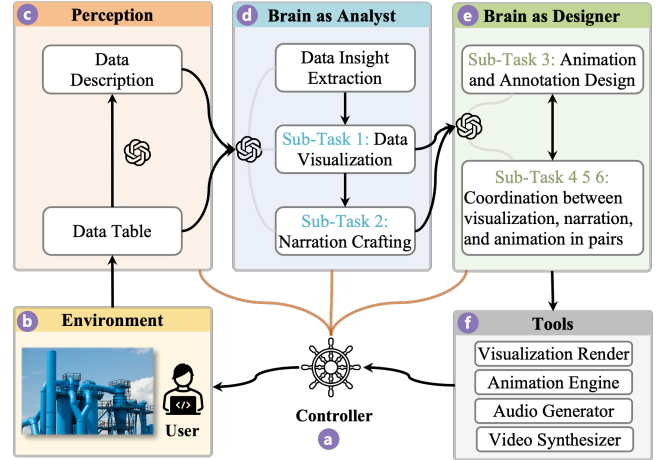 c Perception
Data
Description
Data Table
d Brain as Analyst
Data Insight
Extraction
Sub-Task 1: Data
Visualization
Sub-Task 2:
Narration Crafting
e Brain as Designer
Sub-Task 3: Animation
and Annotation Design
Sub-Task 4 5 6:
Coordination between
visualization, narration,
and animation in pairs
b Environment
User
Controller
a
f Tools
Visualization Render
Animation Engine
Audio Generator
Video Synthesizer